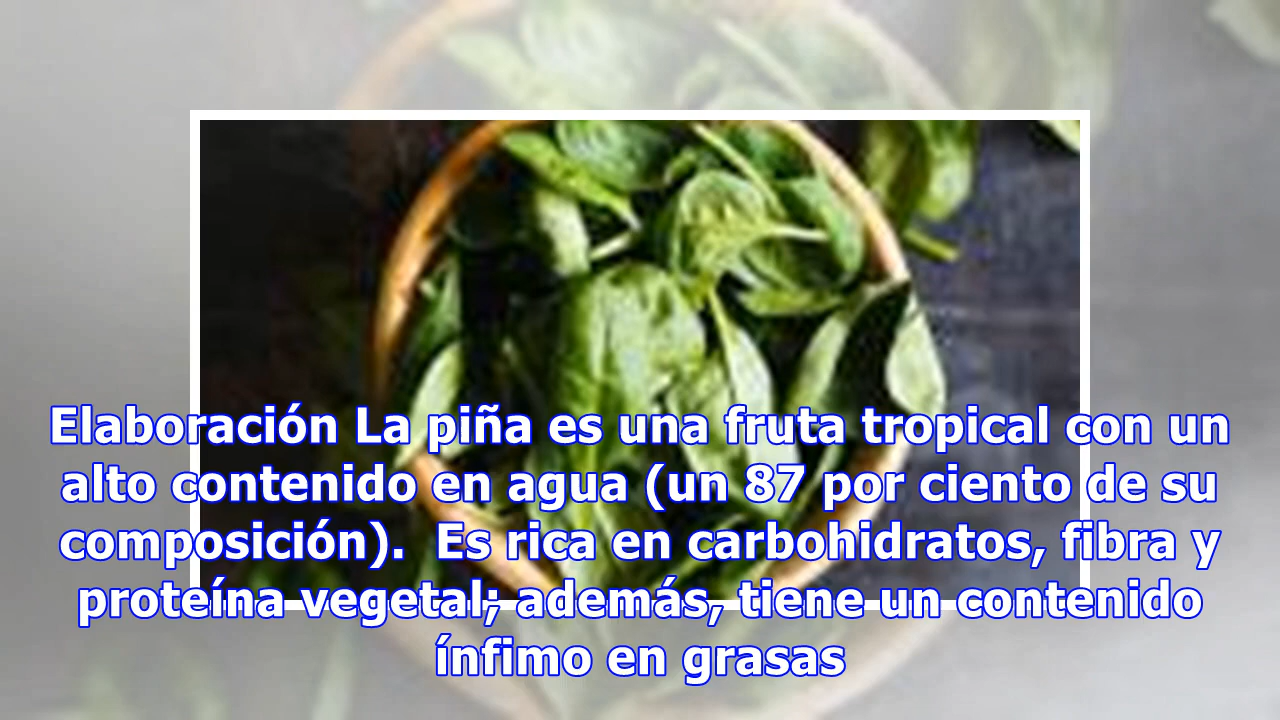 Elaboración La piña es una fruta tropical con un
alto contenido en agua (un 87 por ciento de su
composición).  Es rica en carbohidratos, fibra y
proteína vegetal; además, tiene un contenido
ínfimo en grasas